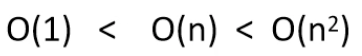 O(1) < O(n) < O(n²)